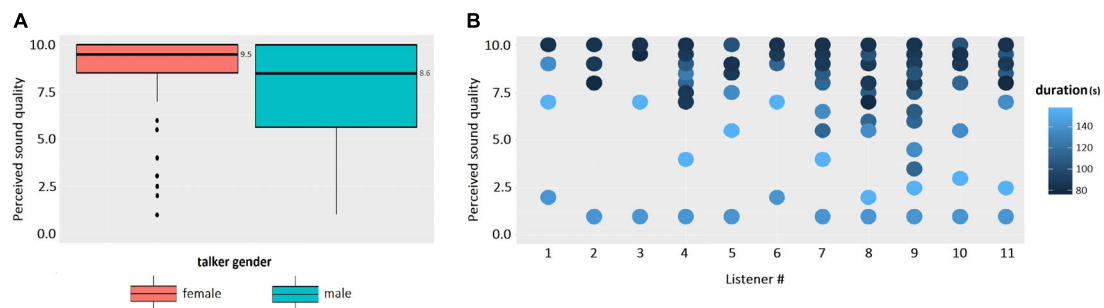 A
Perceived sound quality
10.0
7.5
5.0
2.5
0.0
9.5
8.6
talker gender
female
male
B
Perceived sound quality
10.0
7.5
5.0
2.5
0.0
1 2 3 4 5 6 7 8 9 10 11
Listener #
duration(s)
140
120
100
80